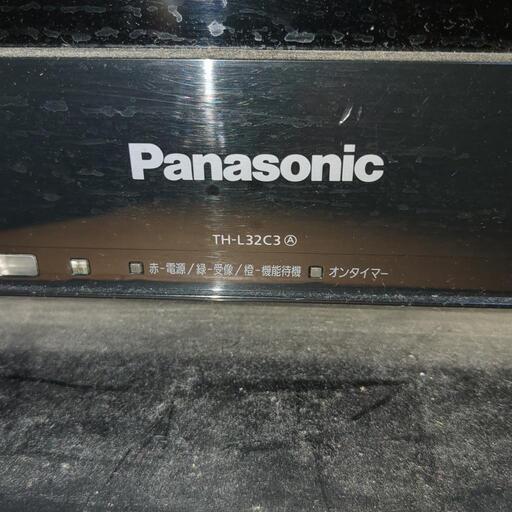 Panasonic
TH-L32C3 Ⓐ
赤-電源/緑-受像/橙-機能待機 オンタイマー